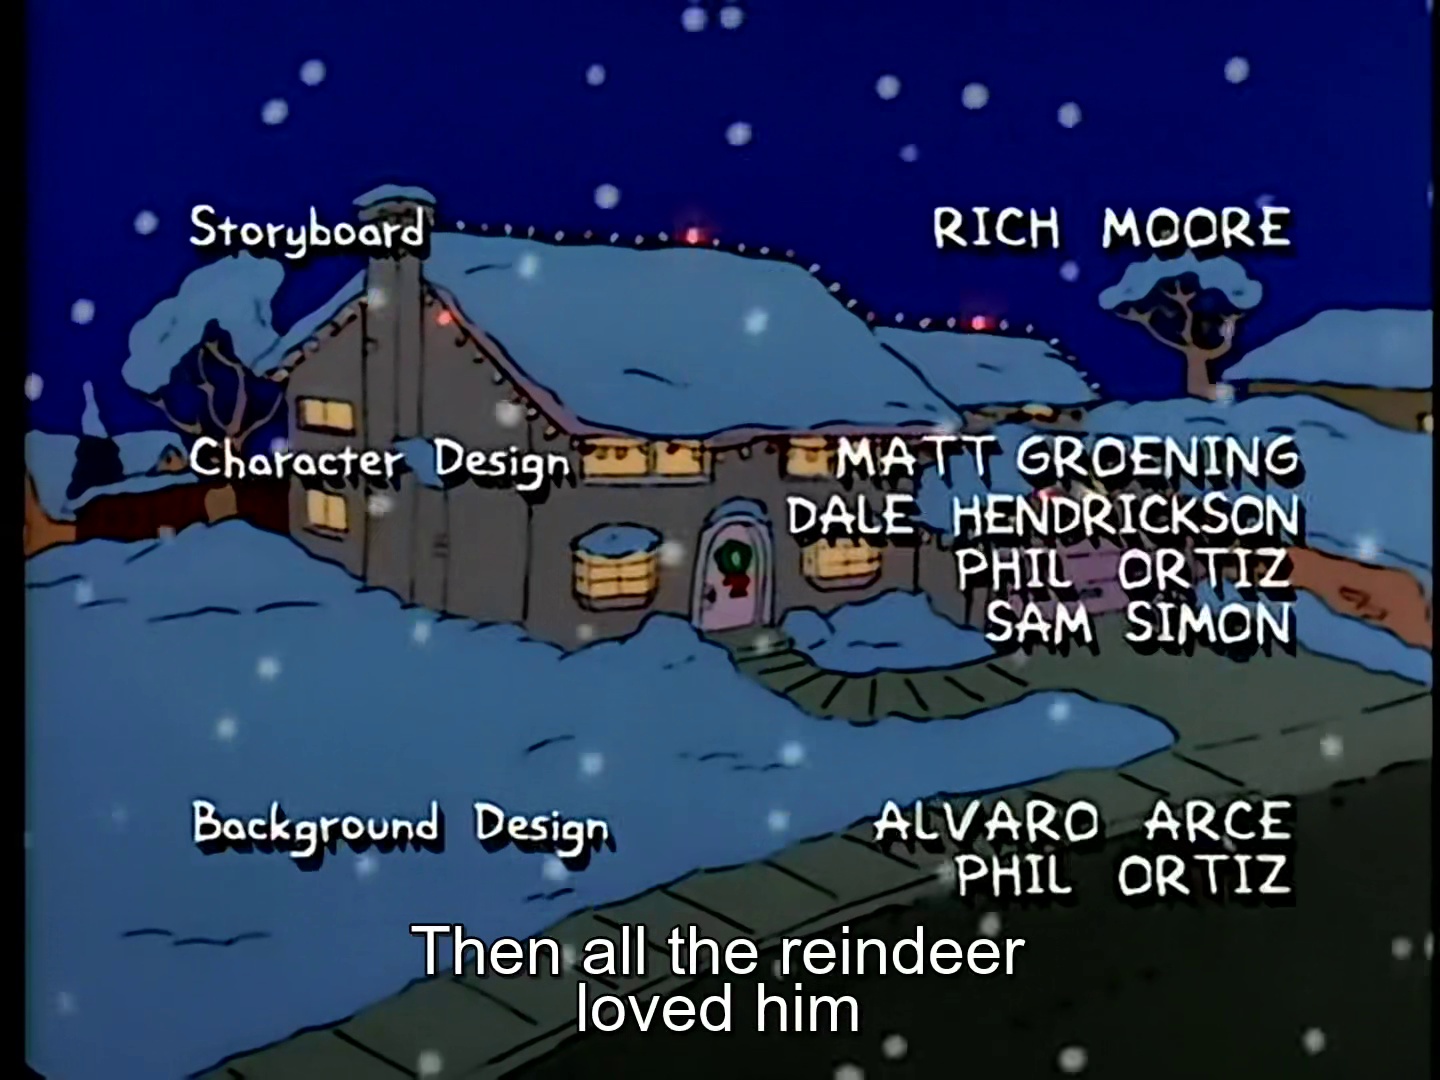 Storyboard RICH MOORE
Character Design MATT GROENING
DALE HENDRICKSON
PHIL ORTIZ
SAM SIMON
Background Design ALVARO ARCE
PHIL ORTIZ
Then all the reindeer
loved him